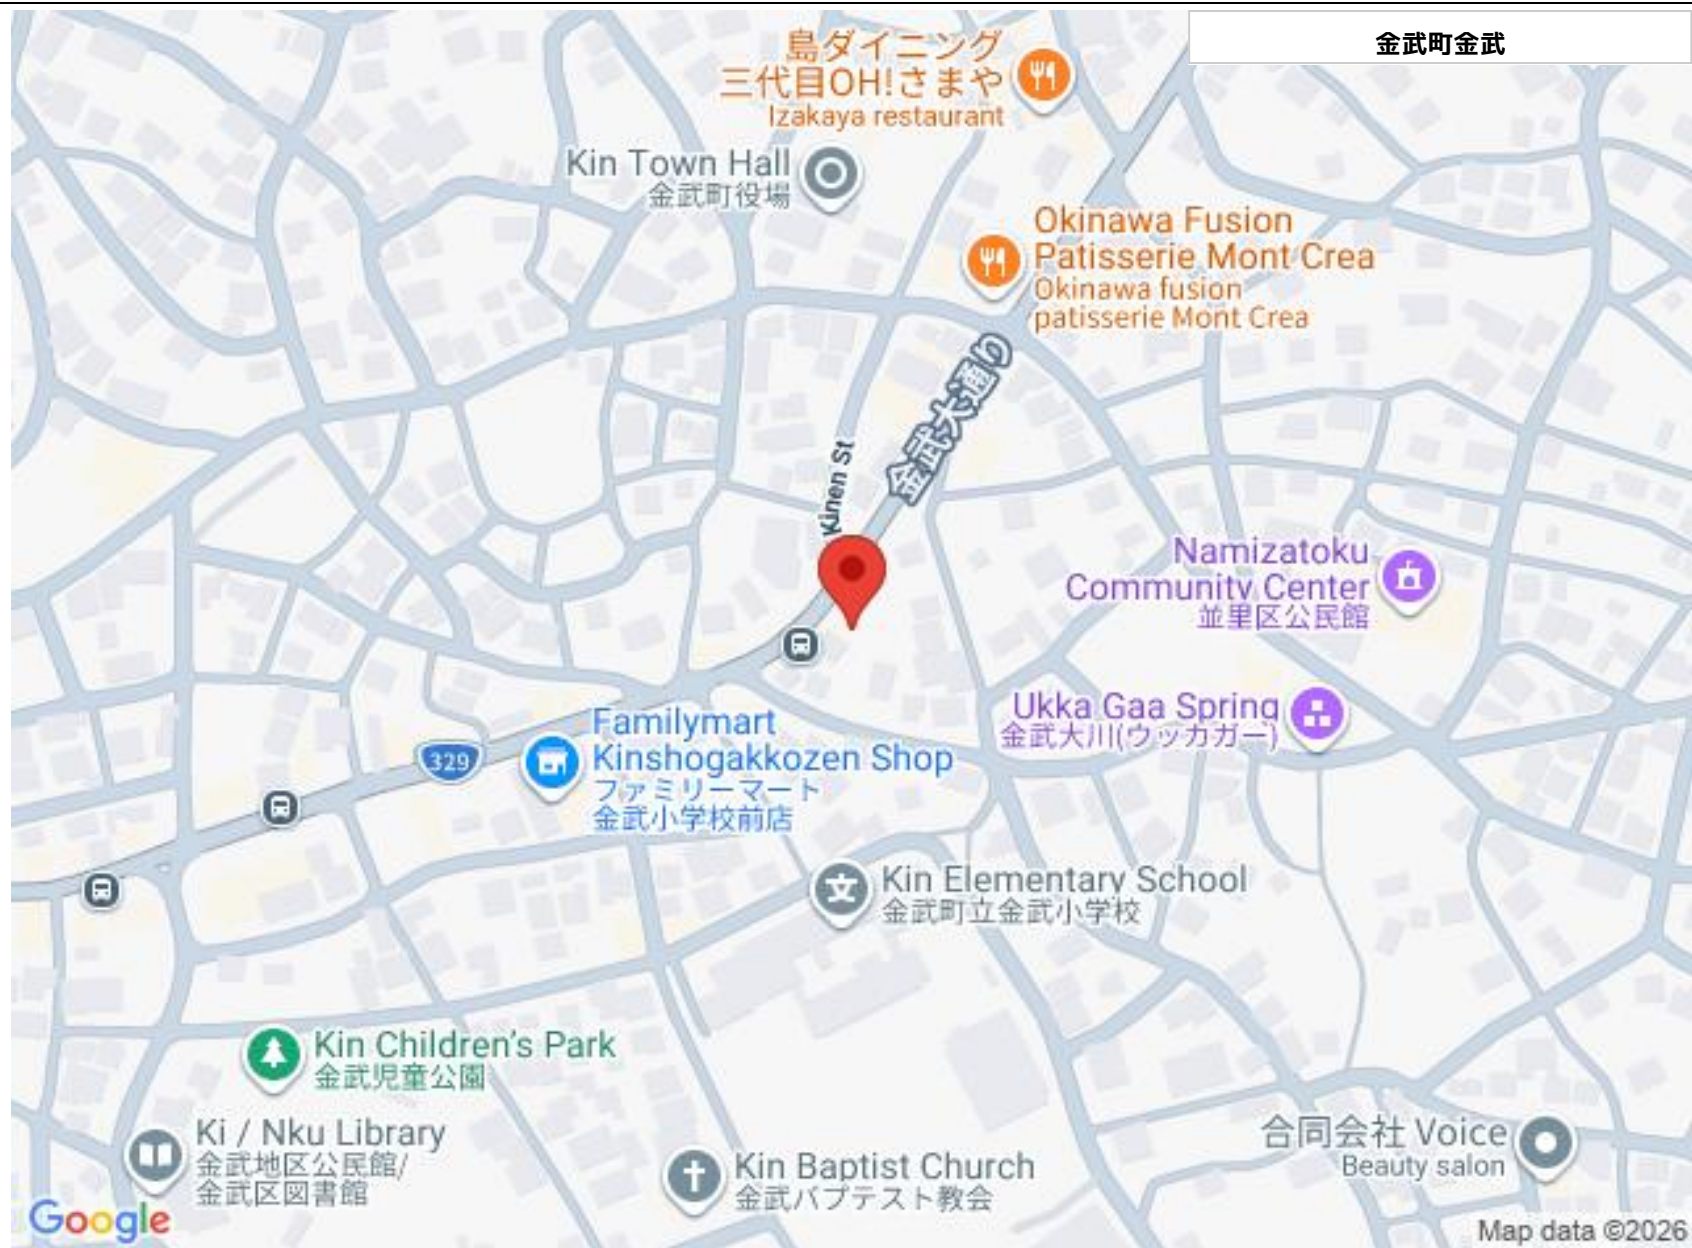 金武町金武
島ダイニング
三代目OH!さまや
Izakaya restaurant
Kin Town Hall
金武町役場
Okinawa Fusion
Patisserie Mont Crea
Okinawa fusion
patisserie Mont Crea
金武大通り
Kinen St
Namizatoku
Community Center
並里区公民館
Ukka Gaa Spring
金武大川(ウッカガー)
Familymart
Kinshogakkozen Shop
ファミリーマート
金武小学校前店
329
Kin Elementary School
金武町立金武小学校
文
Kin Children's Park
金武児童公園
Ki / Nku Library
金武地区公民館/
金武区図書館
Kin Baptist Church
金武バプテスト教会
合同会社 Voice
Beauty salon
Google
Map data ©2026